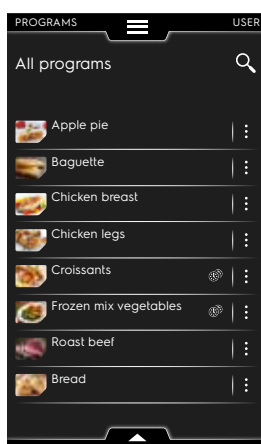 PROGRAMS USER
All programs
Apple pie
Baguette
Chicken breast
Chicken legs
Croissants
Frozen mix vegetables
Roast beef
Bread